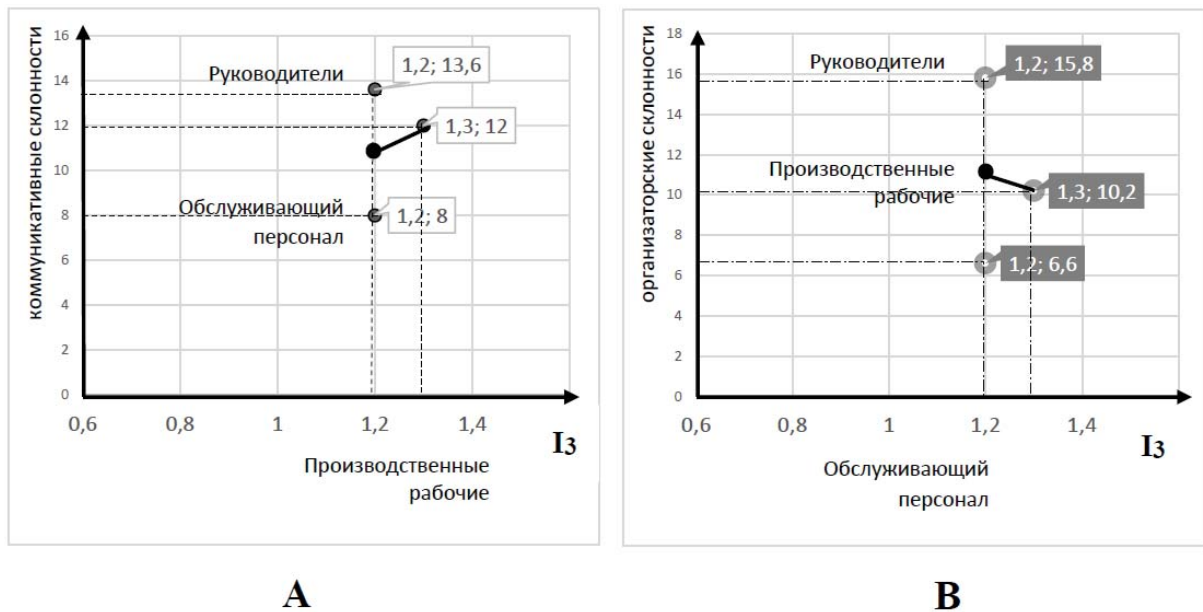 коммуникативные склонности
16
14
12
10
8
6
4
2
0
Руководители
1,2; 13,6
1,3; 12
Обслуживающий
персонал
1,2; 8
0,6
0,8
1
1,2
1,4
I3
Производственные
рабочие
A
организаторские склонности
18
16
14
12
10
8
6
4
2
0
Руководители
1,2; 15,8
Производственные
рабочие
1,3; 10,2
1,2; 6,6
0,6
0,8
1
1,2
1,4
I3
Обслуживающий
персонал
B